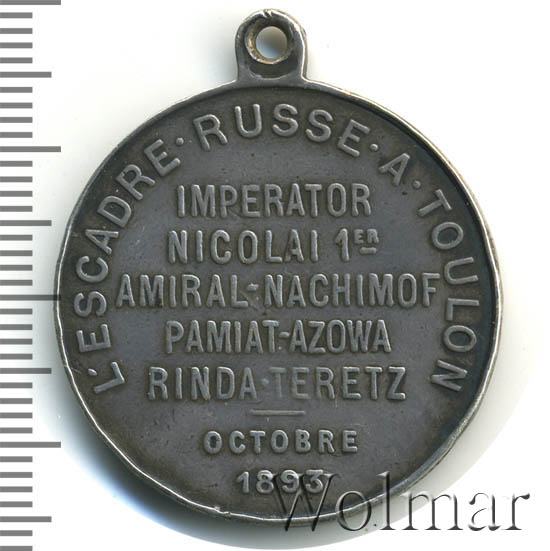 L'ESCADRE·RUSSE·A·TOULON
IMPERATOR
NICOLAI 1ER
AMIRAL-NACHIMOF
PAMIAT-AZOWA
RINDA·TERETZ
OCTOBRE
1893
Wolmar